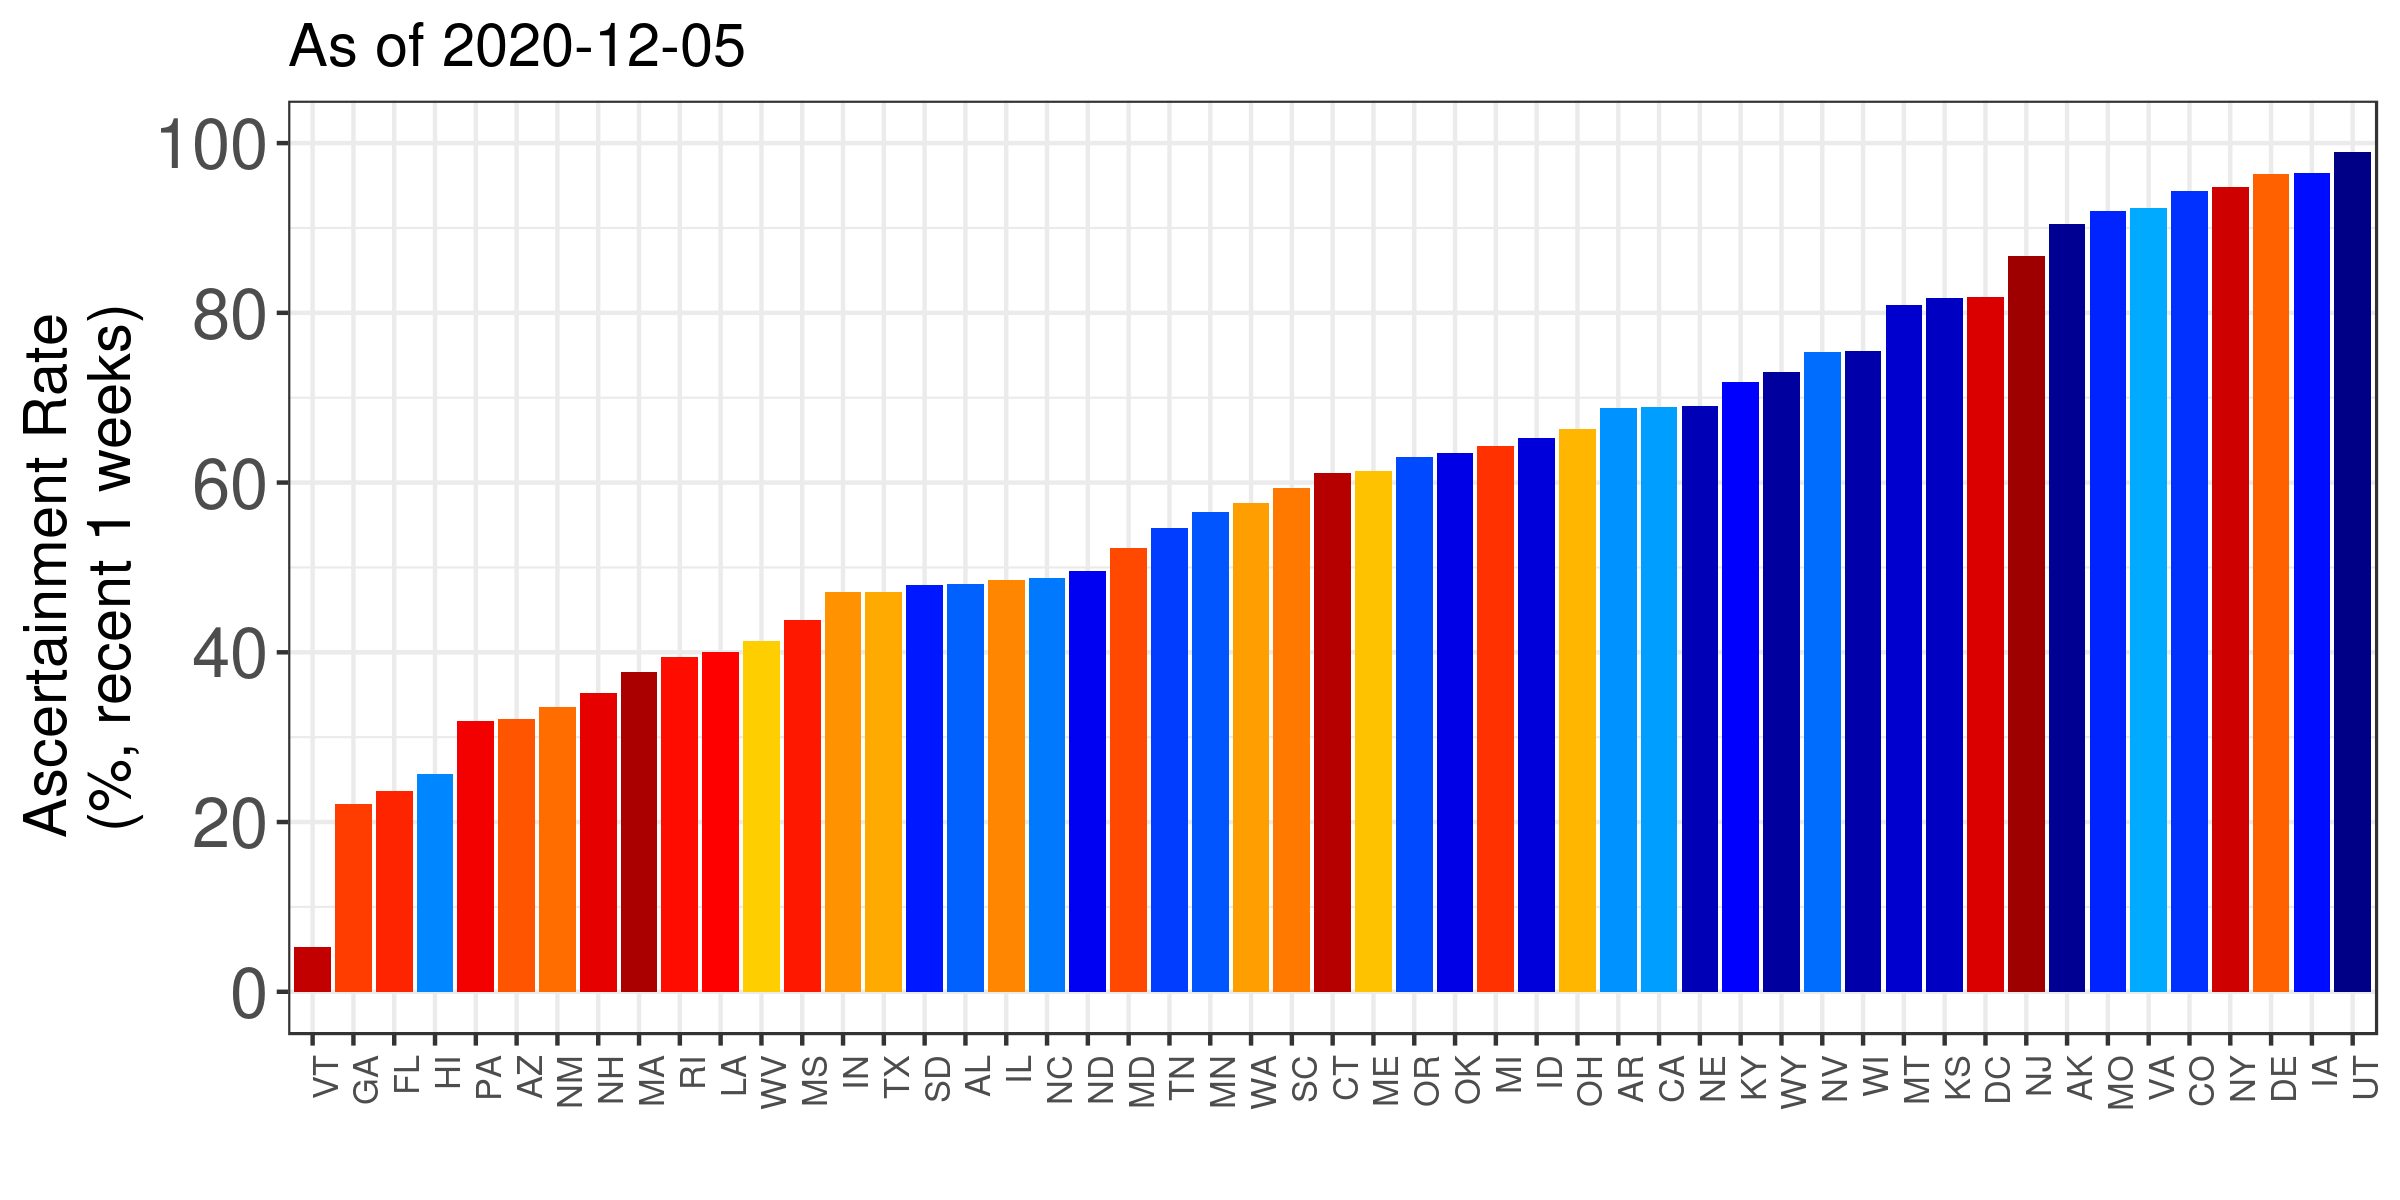 As of 2020-12-05
Ascertainment Rate
(%, recent 1 weeks)
100
80
60
40
20
0
VT GA FL HI PA AZ NM NH MA RI LA WV MS IN TX SD AL IL NC ND MD TN MN WA SC CT ME OR OK MI ID OH AR CA NE KY WY NV WI MT KS DC NJ AK MO VA CO NY DE IA UT